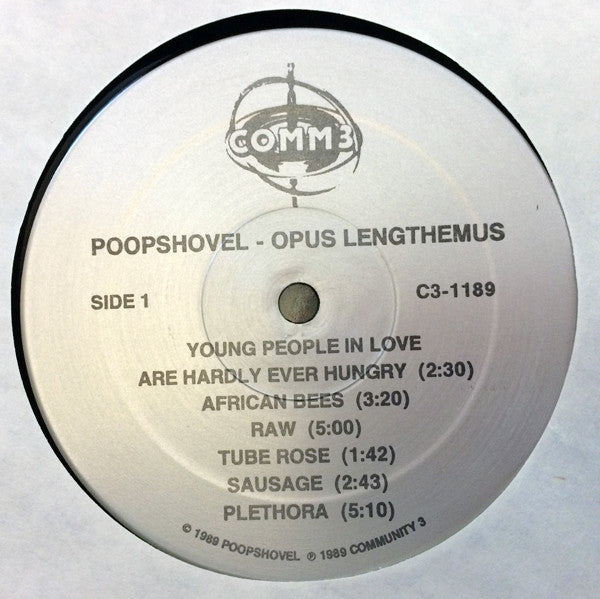 COMM3
POOPSHOVEL - OPUS LENGTHEMUS
SIDE 1
C3-1189
YOUNG PEOPLE IN LOVE
ARE HARDLY EVER HUNGRY (2:30)
AFRICAN BEES (3:20)
RAW (5:00)
TUBE ROSE (1:42)
SAUSAGE (2:43)
PLETHORA (5:10)
© 1989 POOPSHOVEL ℗ 1989 COMMUNITY 3